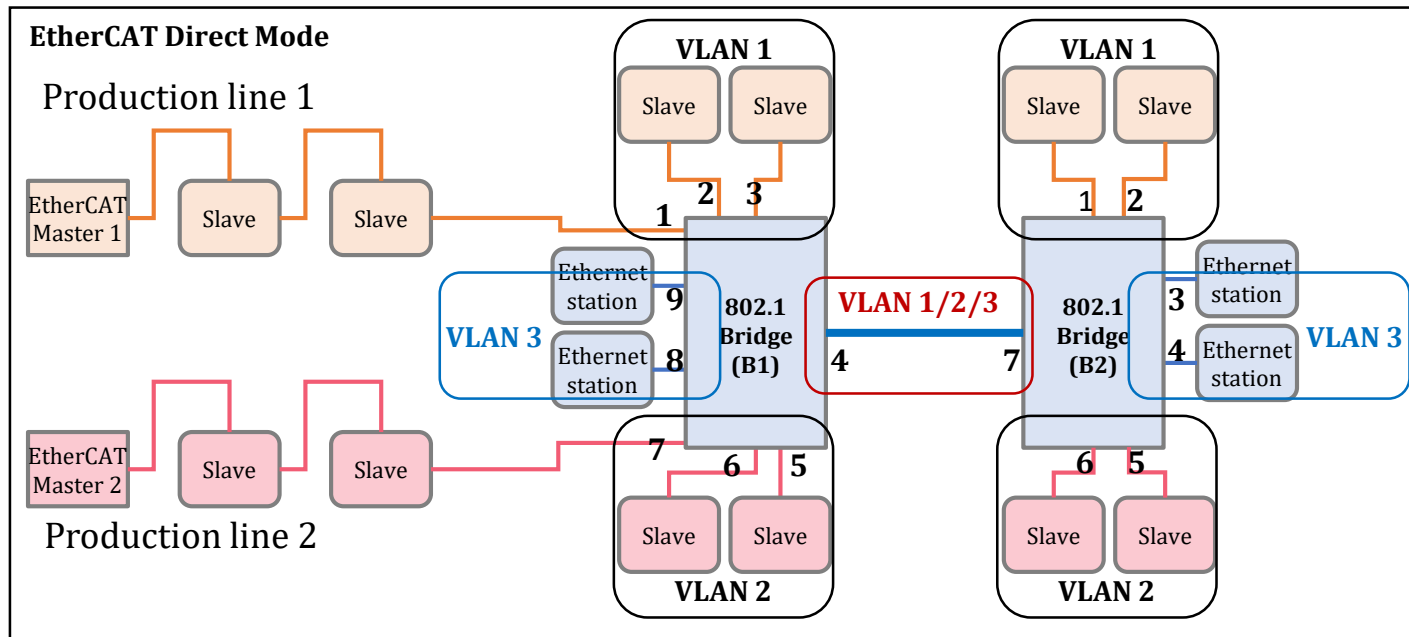 EtherCAT Direct Mode
Production line 1
VLAN 1
VLAN 1
Slave
Slave
Slave
Slave
EtherCAT
Master 1
Slave
Slave
1
2
3
1
2
Ethernet
station
9
VLAN 3
Ethernet
station
8
802.1
Bridge
(B1)
VLAN 1/2/3
4
7
802.1
Bridge
(B2)
Ethernet
station
3
VLAN 3
Ethernet
station
4
EtherCAT
Master 2
Slave
Slave
7
6
5
6
5
Slave
Slave
Slave
Slave
Production line 2
VLAN 2
VLAN 2